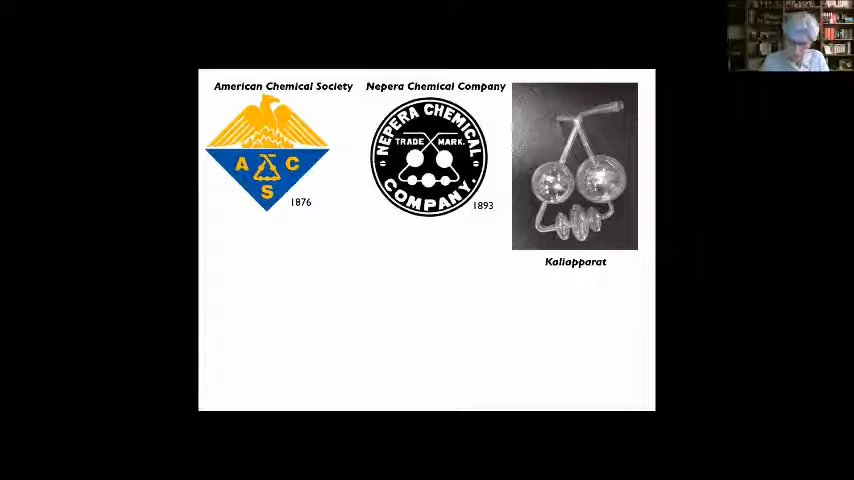 American Chemical Society
A C
S
1876
Nepera Chemical Company
NEPERA CHEMICAL
TRADE MARK.
COMPANY.
1893
Kaliapparat